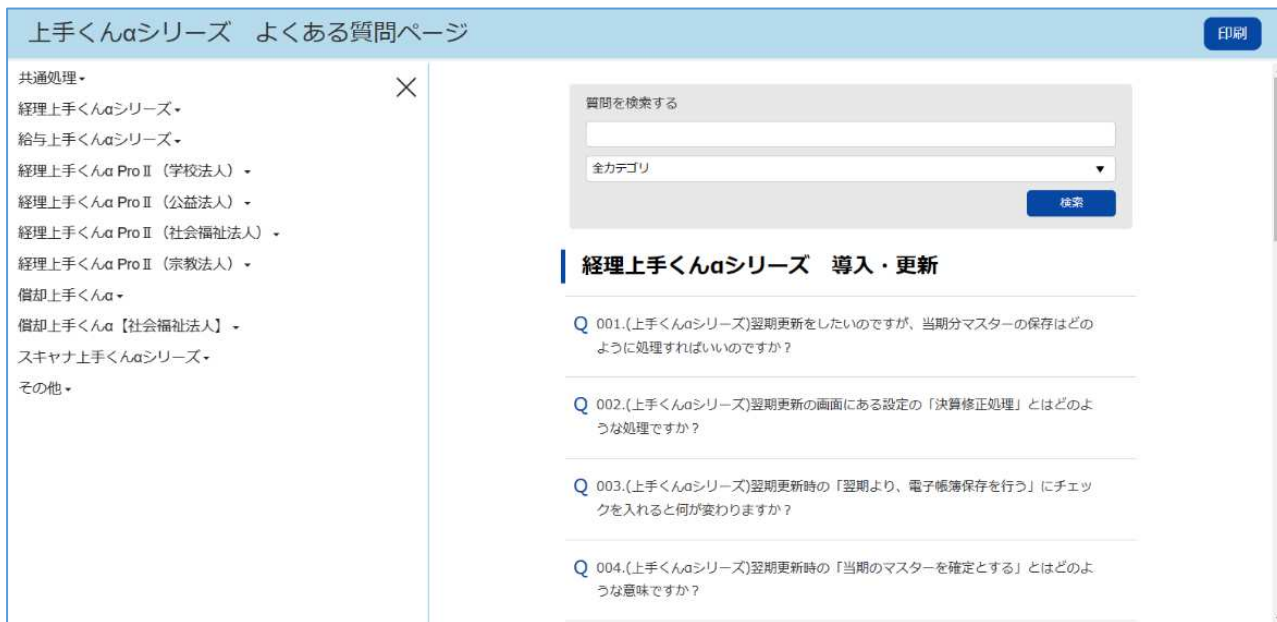 上手くんαシリーズ　よくある質問ページ
印刷
共通処理
経理上手くんαシリーズ
給与上手くんαシリーズ
経理上手くんα ProⅡ（学校法人）
経理上手くんα ProⅡ（公益法人）
経理上手くんα ProⅡ（社会福祉法人）
経理上手くんα ProⅡ（宗教法人）
償却上手くんα
償却上手くんα【社会福祉法人】
スキャナ上手くんαシリーズ
その他
質問を検索する
全カテゴリ
検索
経理上手くんαシリーズ　導入・更新
Q 001.(上手くんαシリーズ)翌期更新をしたいのですが、当期分マスターの保存はどの
ように処理すればいいのですか？
Q 002.(上手くんαシリーズ)翌期更新の画面にある設定の「決算修正処理」とはどのよ
うな処理ですか？
Q 003.(上手くんαシリーズ)翌期更新時の「翌期より、電子帳簿保存を行う」にチェッ
クを入れると何が変わりますか？
Q 004.(上手くんαシリーズ)翌期更新時の「当期のマスターを確定とする」とはどのよ
うな意味ですか？